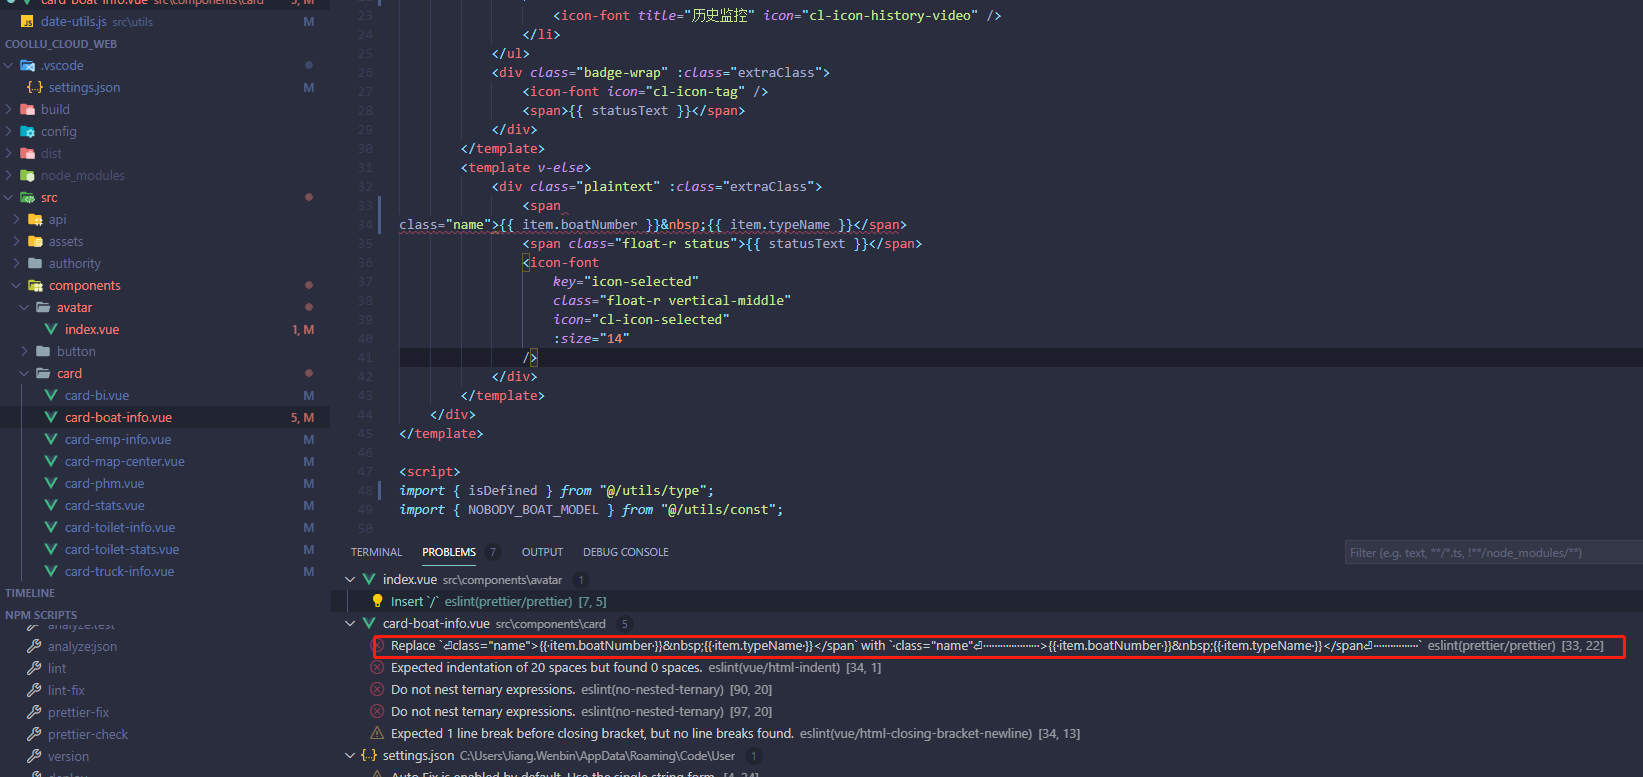 card-boat-info.vue src\components\card 5, M
date-utils.js src\utils M
COOLLU_CLOUD_WEB
.vscode
settings.json M
build
config
dist
node_modules
src
api
assets
authority
components
avatar
index.vue 1, M
button
card
card-bi.vue M
card-boat-info.vue 5, M
card-emp-info.vue M
card-map-center.vue M
card-phm.vue M
card-stats.vue M
card-toilet-info.vue M
card-toilet-stats.vue M
card-truck-info.vue M
TIMELINE
NPM SCRIPTS
analyze:test
analyze:json
lint
lint-fix
prettier-fix
prettier-check
version
deploy
23 <icon-font title="历史监控" icon="cl-icon-history-video" />
24 </li>
25 </ul>
26 <div class="badge-wrap" :class="extraClass">
27 <icon-font icon="cl-icon-tag" />
28 <span>{{ statusText }}</span>
29 </div>
30 </template>
31 <template v-else>
32 <div class="plaintext" :class="extraClass">
33 <span
34 class="name">{{ item.boatNumber }}&nbsp;{{ item.typeName }}</span>
35 <span class="float-r status">{{ statusText }}</span>
36 <icon-font
37 key="icon-selected"
38 class="float-r vertical-middle"
39 icon="cl-icon-selected"
40 :size="14"
41 />
42 </div>
43 </template>
44 </div>
45 </template>
46
47 <script>
48 import { isDefined } from "@/utils/type";
49 import { NOBODY_BOAT_MODEL } from "@/utils/const";
50
TERMINAL PROBLEMS 7 OUTPUT DEBUG CONSOLE Filter (e.g. text, **/*.ts, !**/node_modules/**)
index.vue src\components\avatar 1
Insert `/` eslint(prettier/prettier) [7, 5]
card-boat-info.vue src\components\card 5
Replace `⏎class="name">{{·item.boatNumber·}}&nbsp;{{·item.typeName·}}</span` with `·class="name"⏎····················>{{·item.boatNumber·}}&nbsp;{{·item.typeName·}}</span⏎················` eslint(prettier/prettier) [33, 22]
Expected indentation of 20 spaces but found 0 spaces. eslint(vue/html-indent) [34, 1]
Do not nest ternary expressions. eslint(no-nested-ternary) [90, 20]
Do not nest ternary expressions. eslint(no-nested-ternary) [97, 20]
Expected 1 line break before closing bracket, but no line breaks found. eslint(vue/html-closing-bracket-newline) [34, 13]
settings.json C:\Users\Jiang.Wenbin\AppData\Roaming\Code\User 1
Auto Fix is enabled by default. Use the single string form. [4, 34]